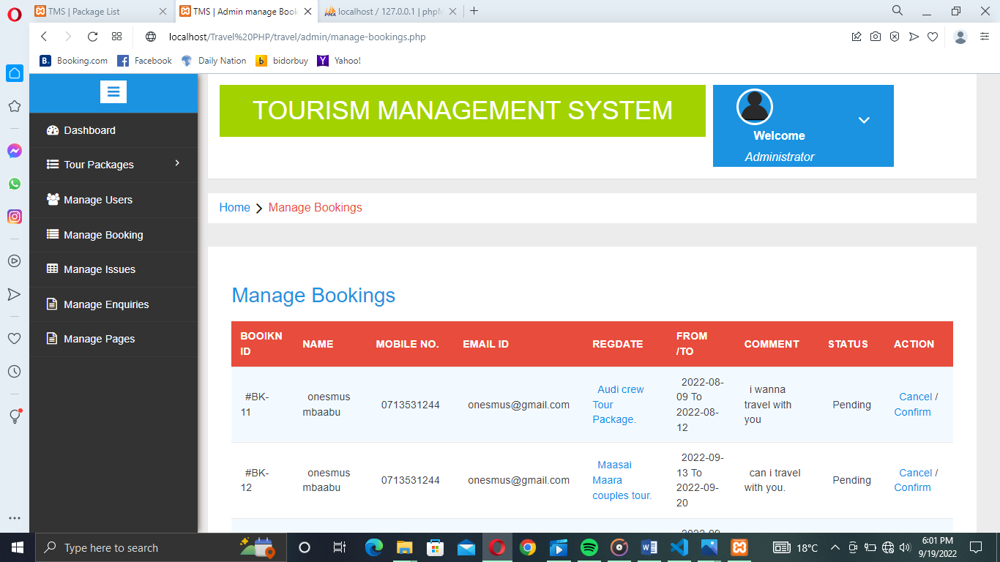 TMS | Package List
TMS | Admin manage Book
localhost / 127.0.0.1 | phpM
localhost/Travel%20PHP/travel/admin/manage-bookings.php
B. Booking.com
Facebook
Daily Nation
b bidorbuy
Y Yahoo!
TOURISM MANAGEMENT SYSTEM
Welcome
Administrator
Dashboard
Tour Packages
Manage Users
Manage Booking
Manage Issues
Manage Enquiries
Manage Pages
Home
Manage Bookings
Manage Bookings
BOOIKN
ID
NAME
MOBILE NO.
EMAIL ID
REGDATE
FROM
/TO
COMMENT
STATUS
ACTION
#BK-
11
onesmus
mbaabu
0713531244
onesmus@gmail.com
Audi crew
Tour
Package.
2022-08-
09 To
2022-08-
12
i wanna
travel with
you
Pending
Cancel /
Confirm
#BK-
12
onesmus
mbaabu
0713531244
onesmus@gmail.com
Maasai
Maara
couples tour.
2022-09-
13 To
2022-09-
20
can i travel
with you.
Pending
Cancel /
Confirm
Type here to search
18°C
6:01 PM
9/19/2022